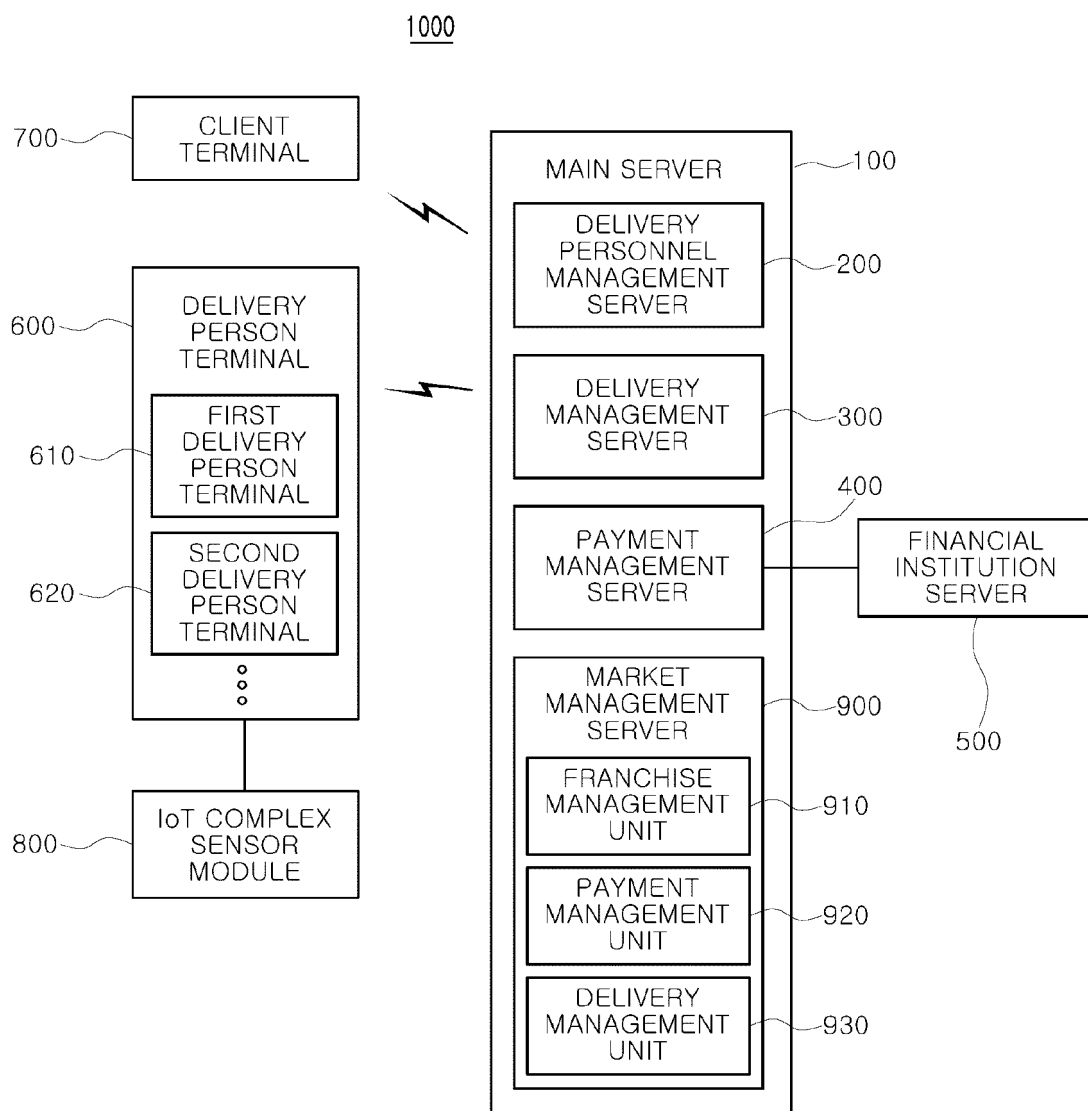 1000
700
CLIENT
TERMINAL
600
DELIVERY
PERSON
TERMINAL
610
FIRST
DELIVERY
PERSON
TERMINAL
620
SECOND
DELIVERY
PERSON
TERMINAL
800
IoT COMPLEX
SENSOR
MODULE
MAIN SERVER
100
DELIVERY
PERSONNEL
MANAGEMENT
SERVER
200
DELIVERY
MANAGEMENT
SERVER
300
PAYMENT
MANAGEMENT
SERVER
400
FINANCIAL
INSTITUTION
SERVER
500
MARKET
MANAGEMENT
SERVER
900
FRANCHISE
MANAGEMENT
UNIT
910
PAYMENT
MANAGEMENT
UNIT
920
DELIVERY
MANAGEMENT
UNIT
930